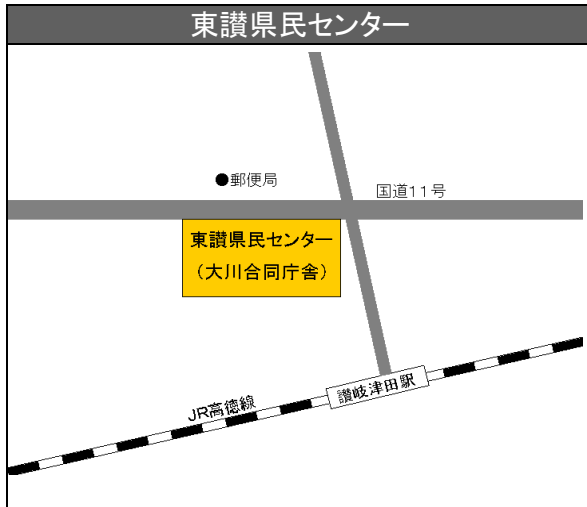 東讃県民センター
●郵便局
国道11号
東讃県民センター
（大川合同庁舎）
讃岐津田駅
JR高徳線